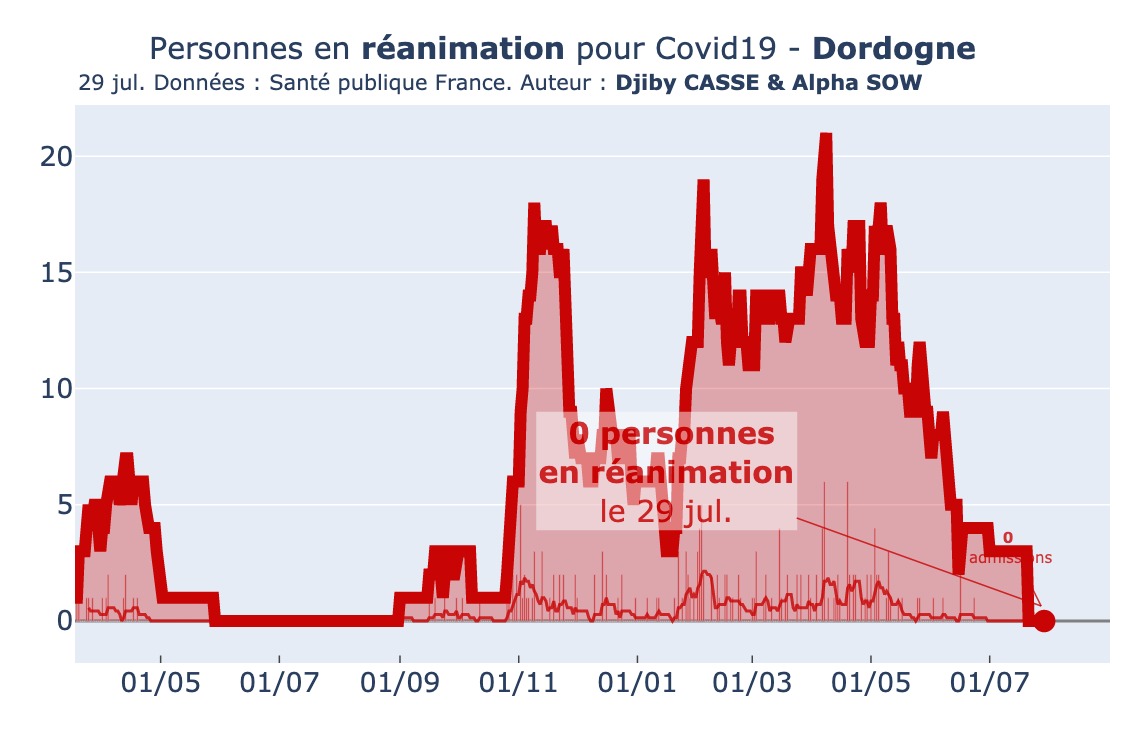 Personnes en réanimation pour Covid19 - Dordogne
29 jul. Données : Santé publique France. Auteur : Djiby CASSE & Alpha SOW
20
15
10
5
0
0 personnes
en réanimation
le 29 jul.
0
admissions
01/05 01/07 01/09 01/11 01/01 01/03 01/05 01/07